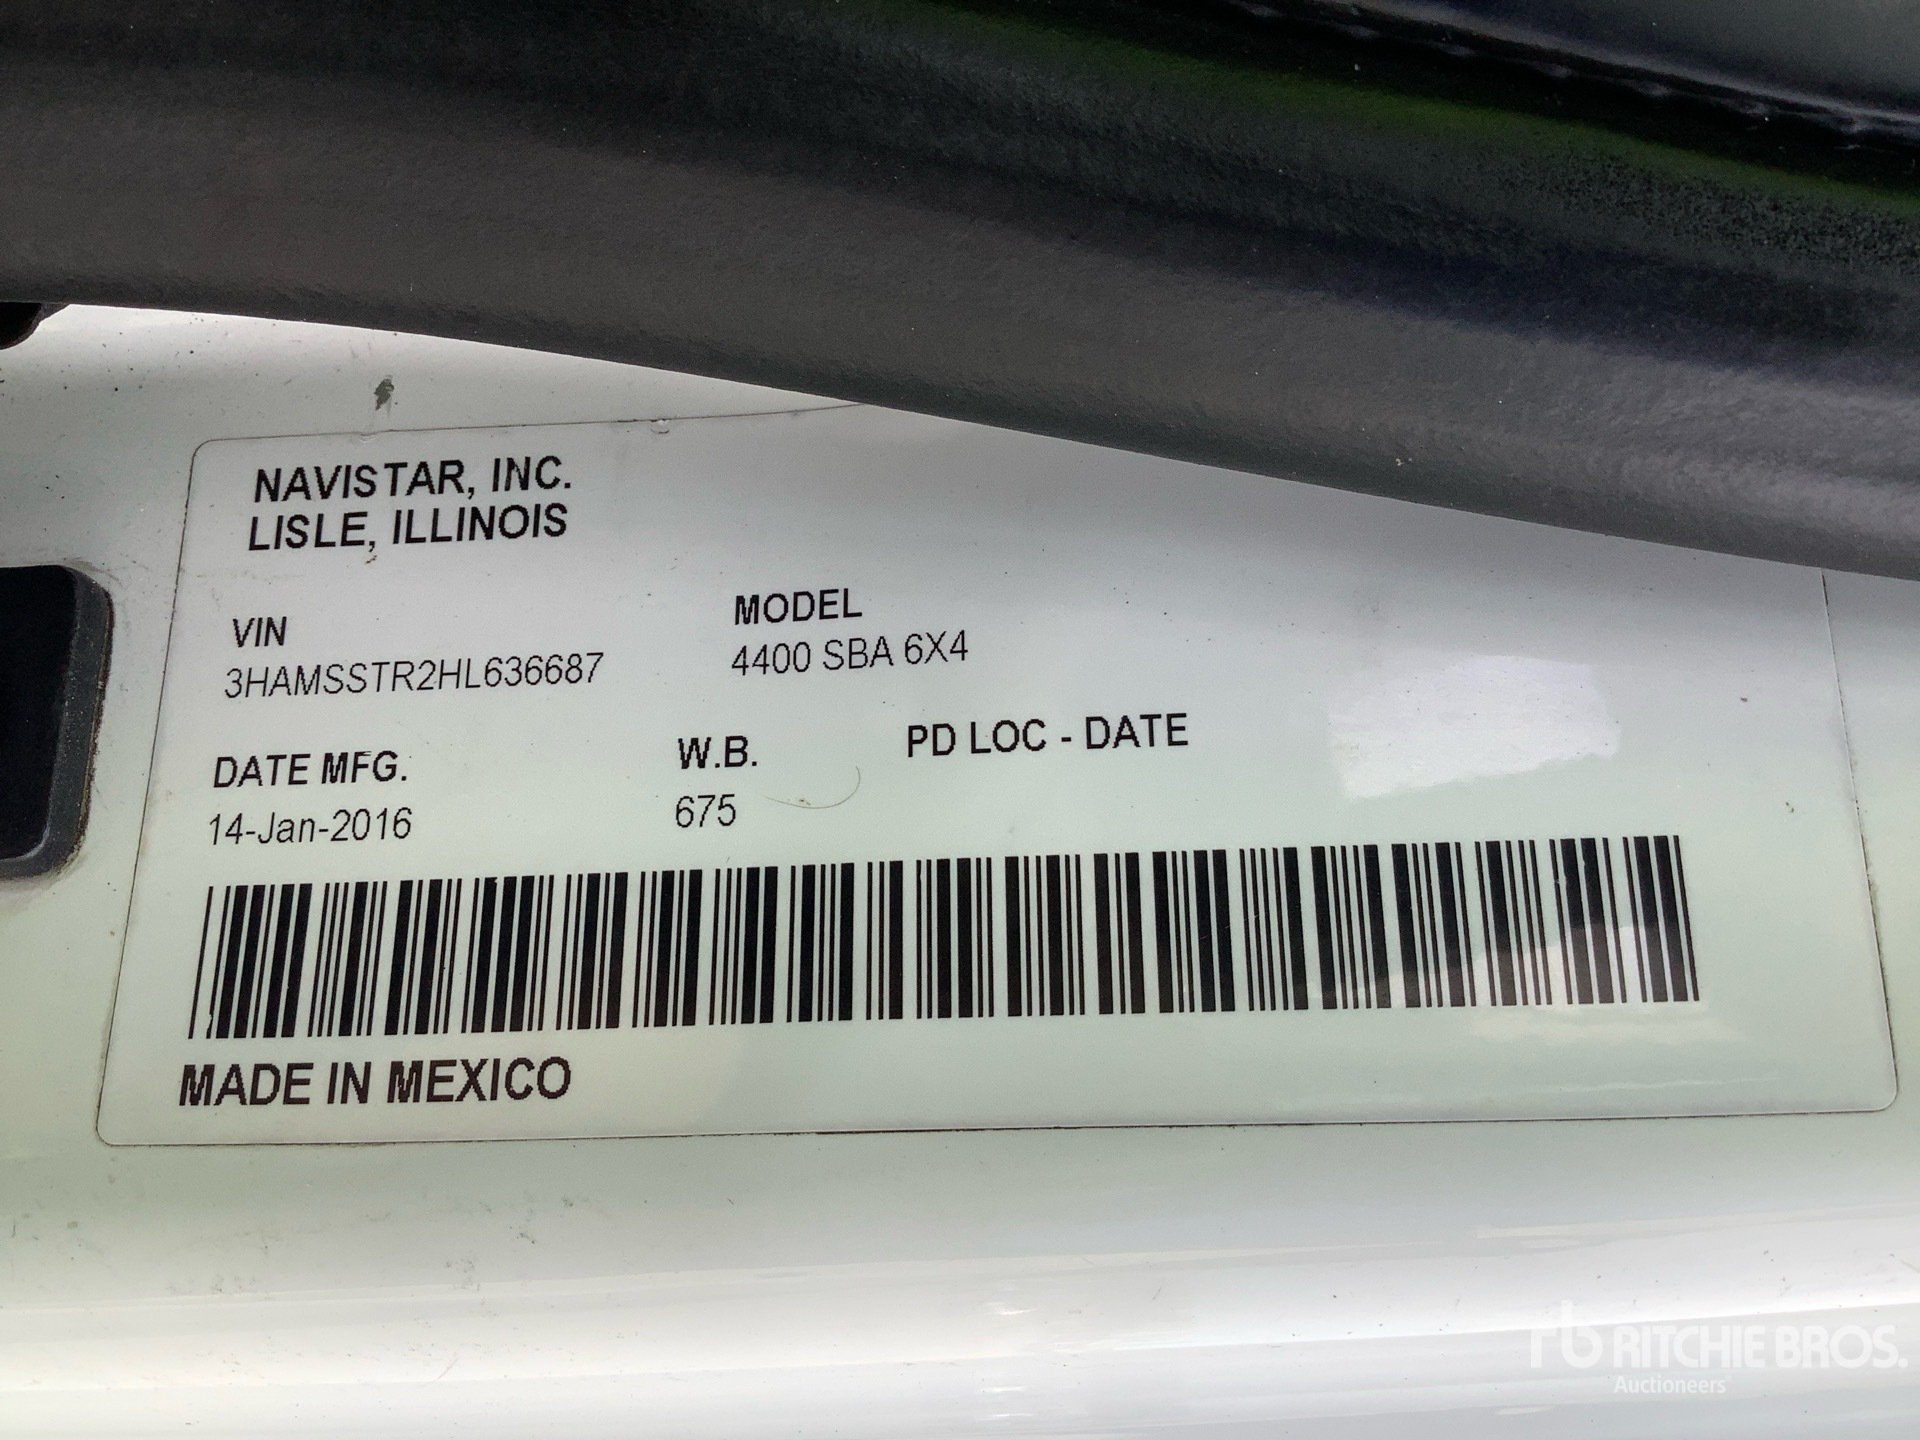 NAVISTAR, INC.
LISLE, ILLINOIS
VIN
3HAMSSTR2HL636687
MODEL
4400 SBA 6X4
DATE MFG.
14-Jan-2016
W.B.
675
PD LOC - DATE
MADE IN MEXICO
rb RITCHIE BROS.
Auctioneers